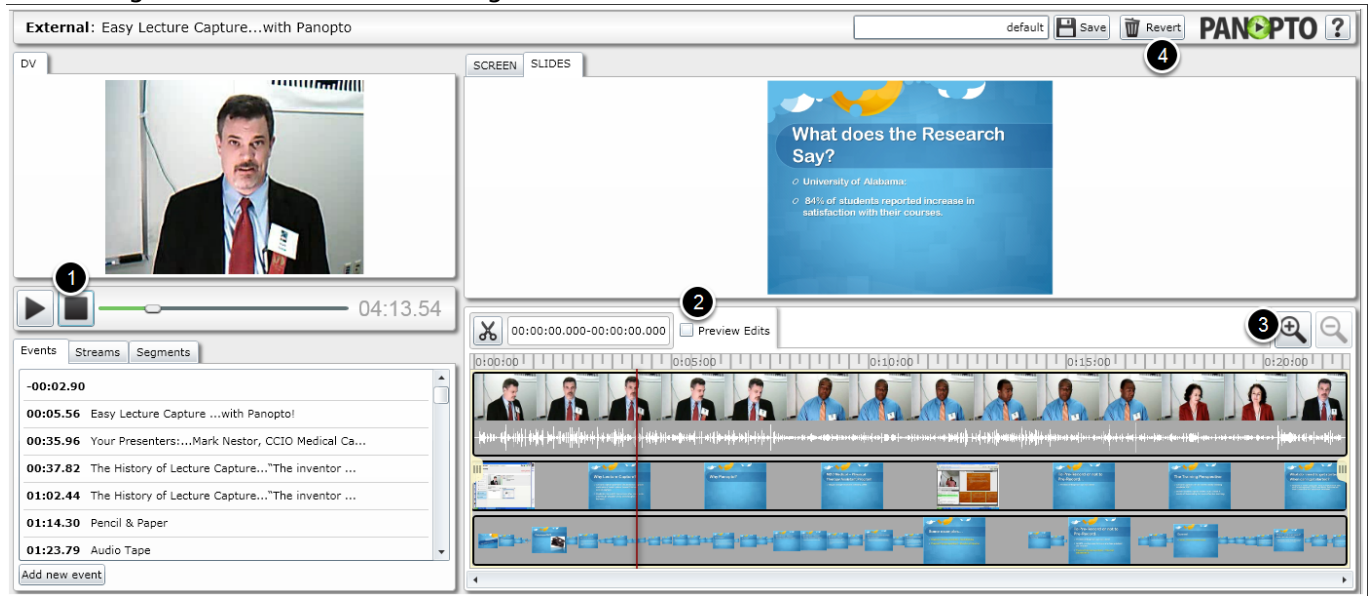 External: Easy Lecture Capture...with Panopto
default
Save
Revert
PANOPTO
?
4
DV
SCREEN
SLIDES
What does the Research
Say?
University of Alabama:
84% of students reported increase in
satisfaction with their courses.
1
04:13.54
2
00:00:00.000-00:00:00.000
Preview Edits
3
Events
Streams
Segments
0:00:00
0:05:00
0:10:00
0:15:00
0:20:00
-00:02.90
00:05.56 Easy Lecture Capture ...with Panopto!
00:35.96 Your Presenters:...Mark Nestor, CCIO Medical Ca...
00:37.82 The History of Lecture Capture..."The inventor ...
01:02.44 The History of Lecture Capture..."The inventor ...
01:14.30 Pencil & Paper
01:23.79 Audio Tape
Add new event
Why Panopto?